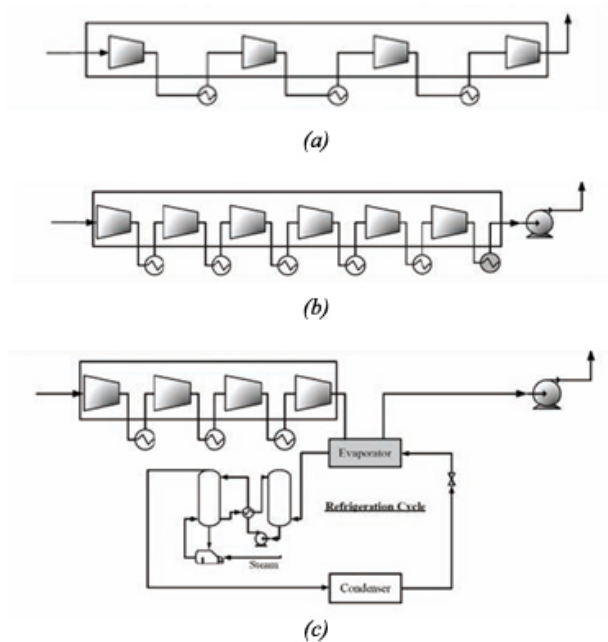 (a)
(b)
Evaporator
Refrigeration Cycle
Steam
Condenser
(c)